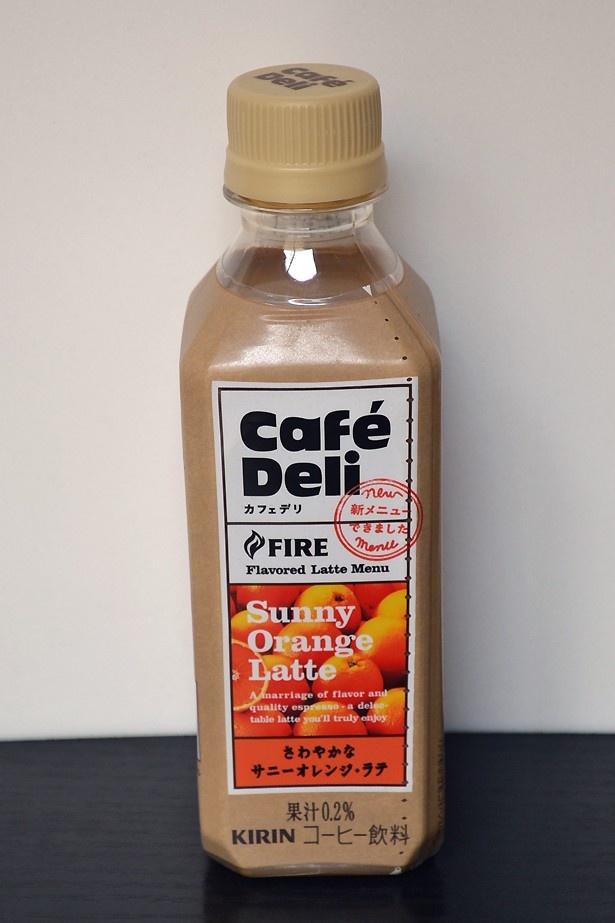 Café
Deli
Café
Deli
カフェデリ
new
新メニュー
できました
menu
FIRE
Flavored Latte Menu
Sunny
Orange
Latte
A marriage of flavor and
quality espresso - a delec-
table latte you'll truly enjoy
さわやかな
サニーオレンジ・ラテ
果汁0.2%
KIRIN コーヒー飲料